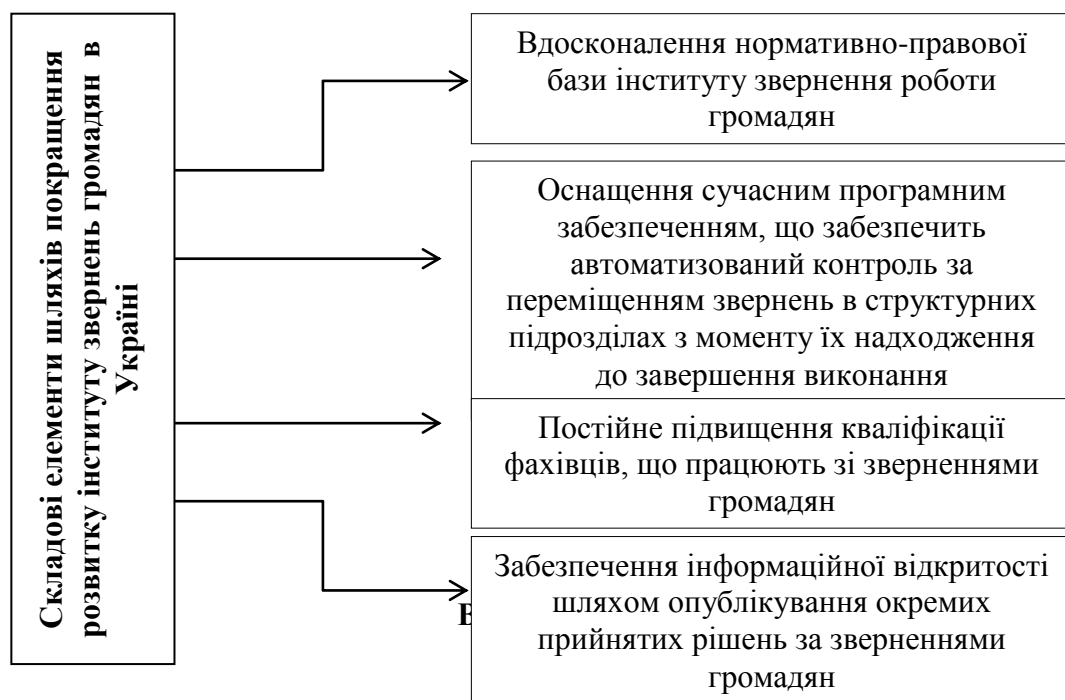 Складові елементи шляхів покращення
розвитку інституту звернень громадян в
Україні
Вдосконалення нормативно-правової
бази інституту звернення роботи
громадян
Оснащення сучасним програмним
забезпеченням, що забезпечить
автоматизований контроль за
переміщенням звернень в структурних
підрозділах з моменту їх надходження
до завершення виконання
Постійне підвищення кваліфікації
фахівців, що працюють зі зверненнями
громадян
Забезпечення інформаційної відкритості
шляхом опублікування окремих
прийнятих рішень за зверненнями
громадян